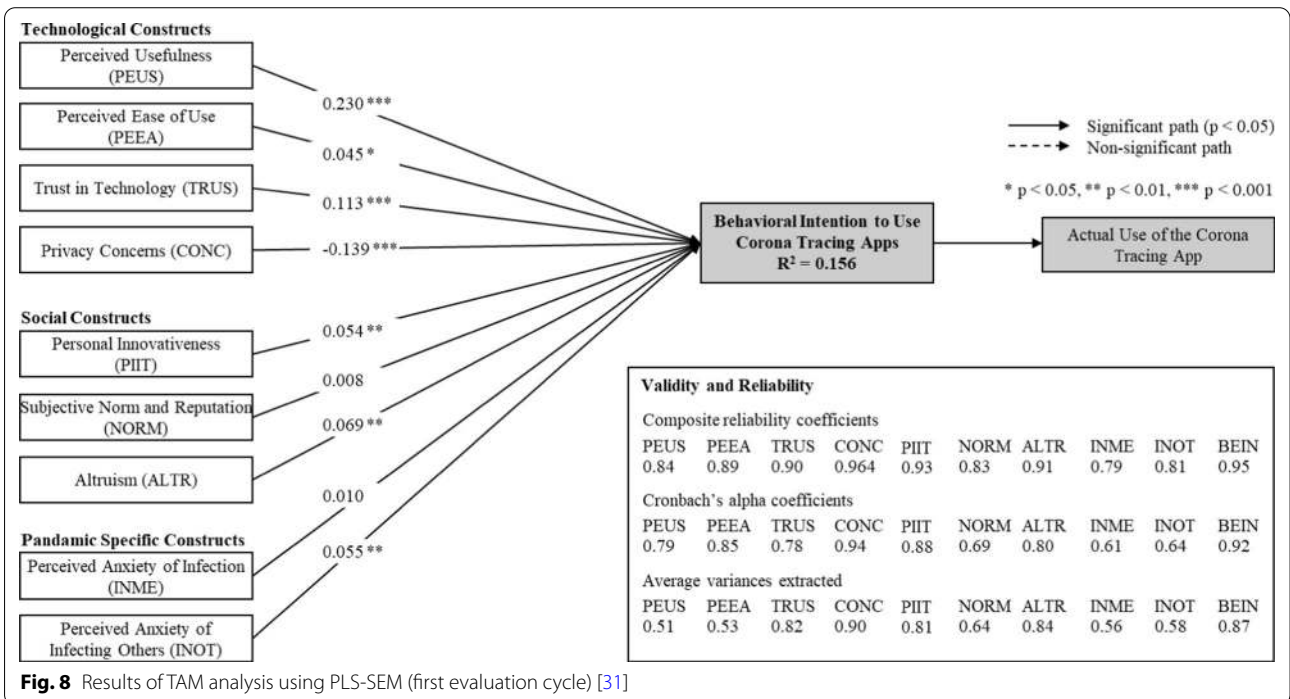 Technological Constructs
Perceived Usefulness
(PEUS)
Perceived Ease of Use
(PEEA)
Trust in Technology (TRUS)
Privacy Concerns (CONC)
Social Constructs
Personal Innovativeness
(PIIT)
Subjective Norm and Reputation
(NORM)
Altruism (ALTR)
Pandamic Specific Constructs
Perceived Anxiety of Infection
(INME)
Perceived Anxiety of
Infecting Others (INOT)
0.230 ***
0.045 *
0.113 ***
-0.139 ***
0.054 **
0.008
0.069 **
0.010
0.055 **
Behavioral Intention to Use
Corona Tracing Apps
R² = 0.156
Significant path (p < 0.05)
Non-significant path
* p < 0.05, ** p < 0.01, *** p < 0.001
Actual Use of the Corona
Tracing App
Validity and Reliability
Composite reliability coefficients
PEUS PEEA TRUS CONC PIIT NORM ALTR INME INOT BEIN
0.84 0.89 0.90 0.964 0.93 0.83 0.91 0.79 0.81 0.95
Cronbach's alpha coefficients
PEUS PEEA TRUS CONC PIIT NORM ALTR INME INOT BEIN
0.79 0.85 0.78 0.94 0.88 0.69 0.80 0.61 0.64 0.92
Average variances extracted
PEUS PEEA TRUS CONC PIIT NORM ALTR INME INOT BEIN
0.51 0.53 0.82 0.90 0.81 0.64 0.84 0.56 0.58 0.87
Fig. 8 Results of TAM analysis using PLS-SEM (first evaluation cycle) [31]